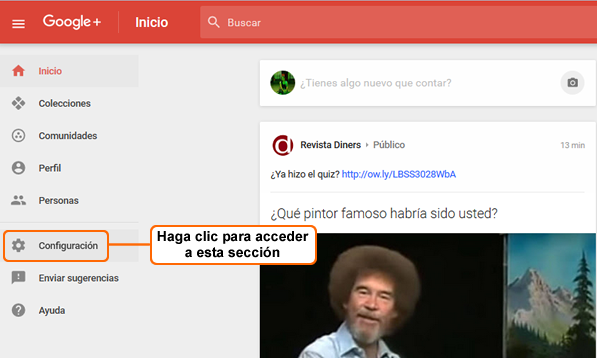 Google+
Inicio
Buscar
Inicio
Colecciones
Comunidades
Perfil
Personas
Configuración
Enviar sugerencias
Ayuda
Haga clic para acceder
a esta sección
¿Tienes algo nuevo que contar?
Revista Diners Público
13 min
¿Ya hizo el quiz? http://ow.ly/LBSS3028WbA
¿Qué pintor famoso habría sido usted?